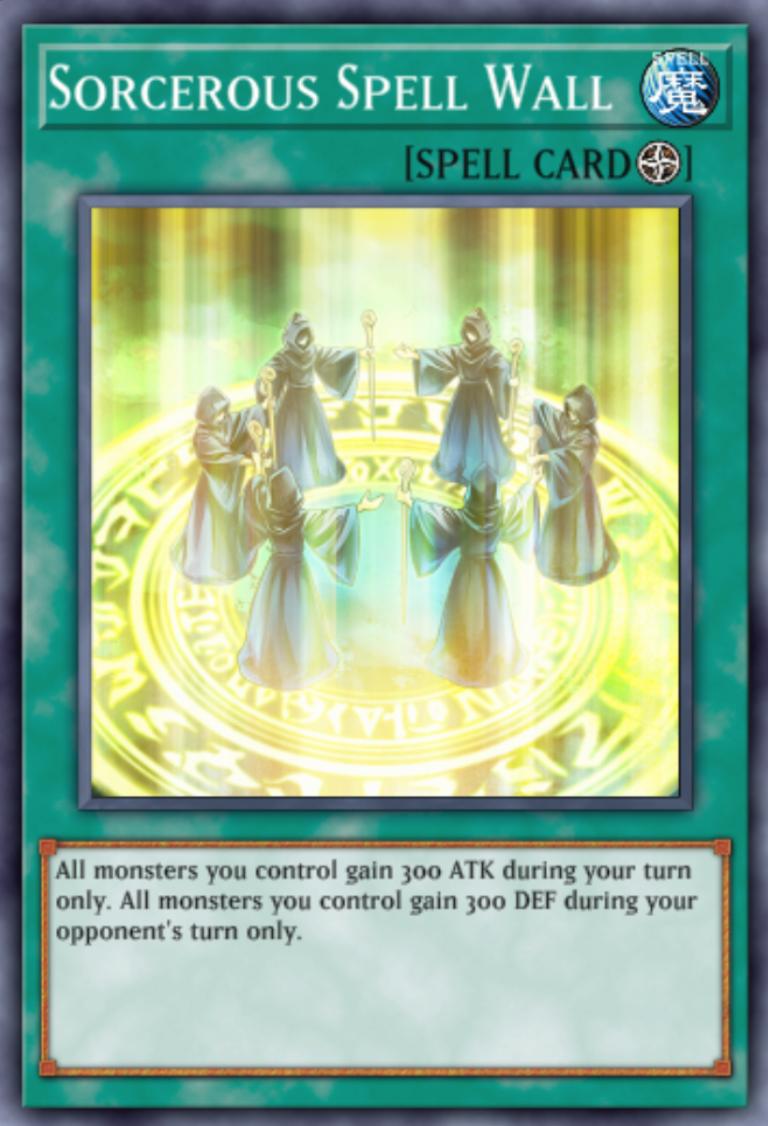 SORCEROUS SPELL WALL
SPELL
魔
[SPELL CARD]
All monsters you control gain 300 ATK during your turn
only. All monsters you control gain 300 DEF during your
opponent's turn only.